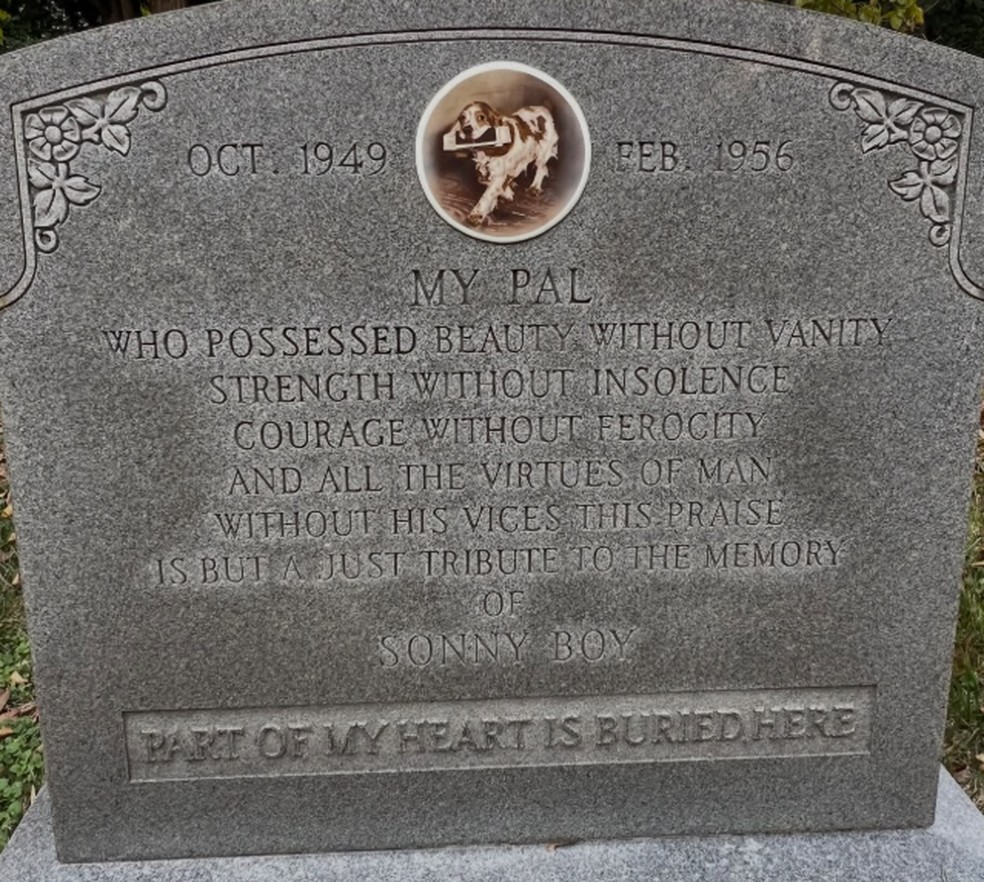 OCT. 1949 FEB. 1956
MY PAL
WHO POSSESSED BEAUTY WITHOUT VANITY
STRENGTH WITHOUT INSOLENCE
COURAGE WITHOUT FEROCITY
AND ALL THE VIRTUES OF MAN
WITHOUT HIS VICES THIS PRAISE
IS BUT A JUST TRIBUTE TO THE MEMORY
OF
SONNY BOY
PART OF MY HEART IS BURIED HERE